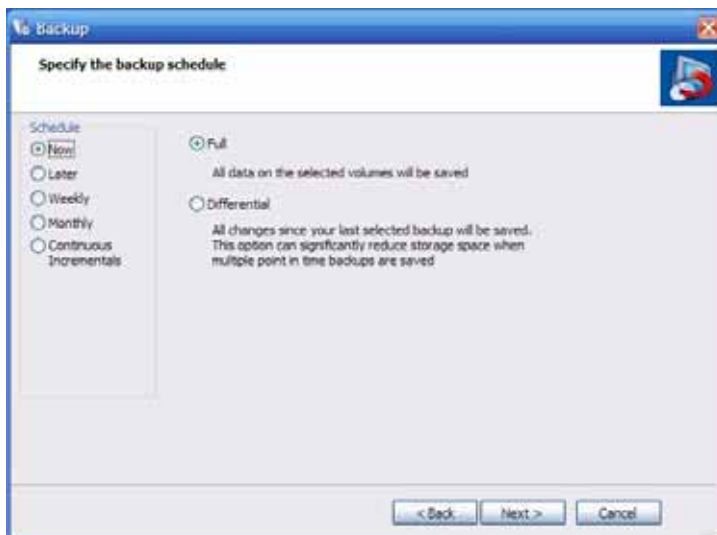 Backup
Specify the backup schedule
Schedule
Now
Later
Weekly
Monthly
Continuous
Incrementals
Full
All data on the selected volumes will be saved
Differential
All changes since your last selected backup will be saved.
This option can significantly reduce storage space when
multiple point in time backups are saved
< Back
Next >
Cancel